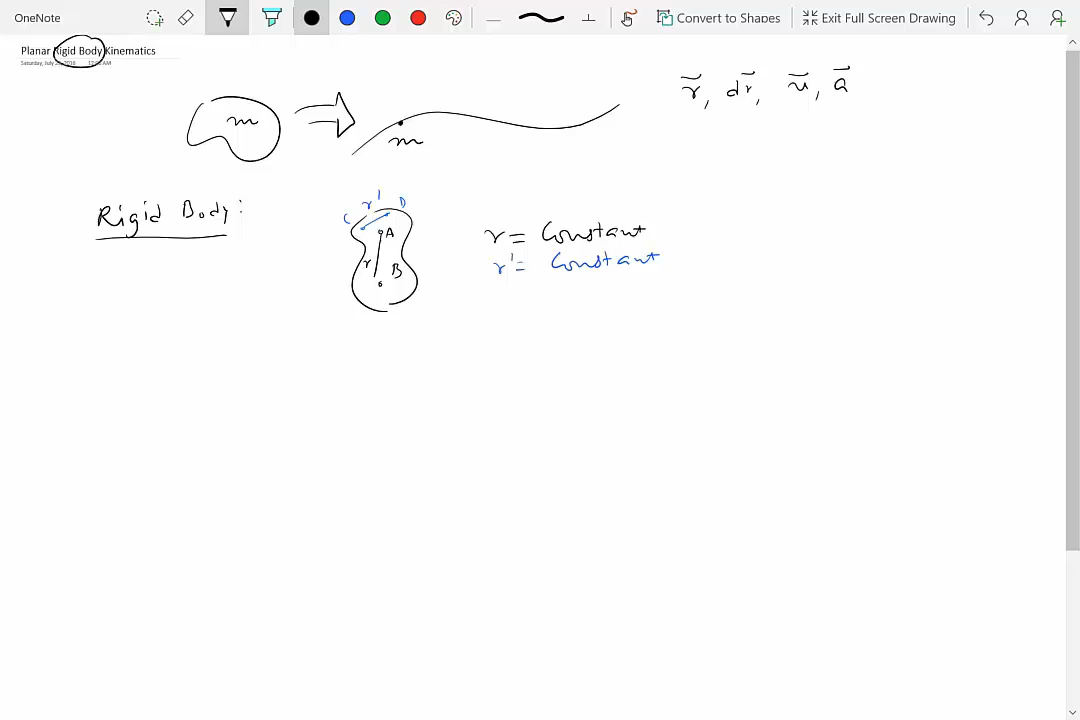 OneNote
Convert to Shapes
Exit Full Screen Drawing
Planar Rigid Body Kinematics
r⃗, dr⃗, u⃗, a⃗
m
m
Rigid Body:
C r' D
A
r B
r = Constant
r' = Constant